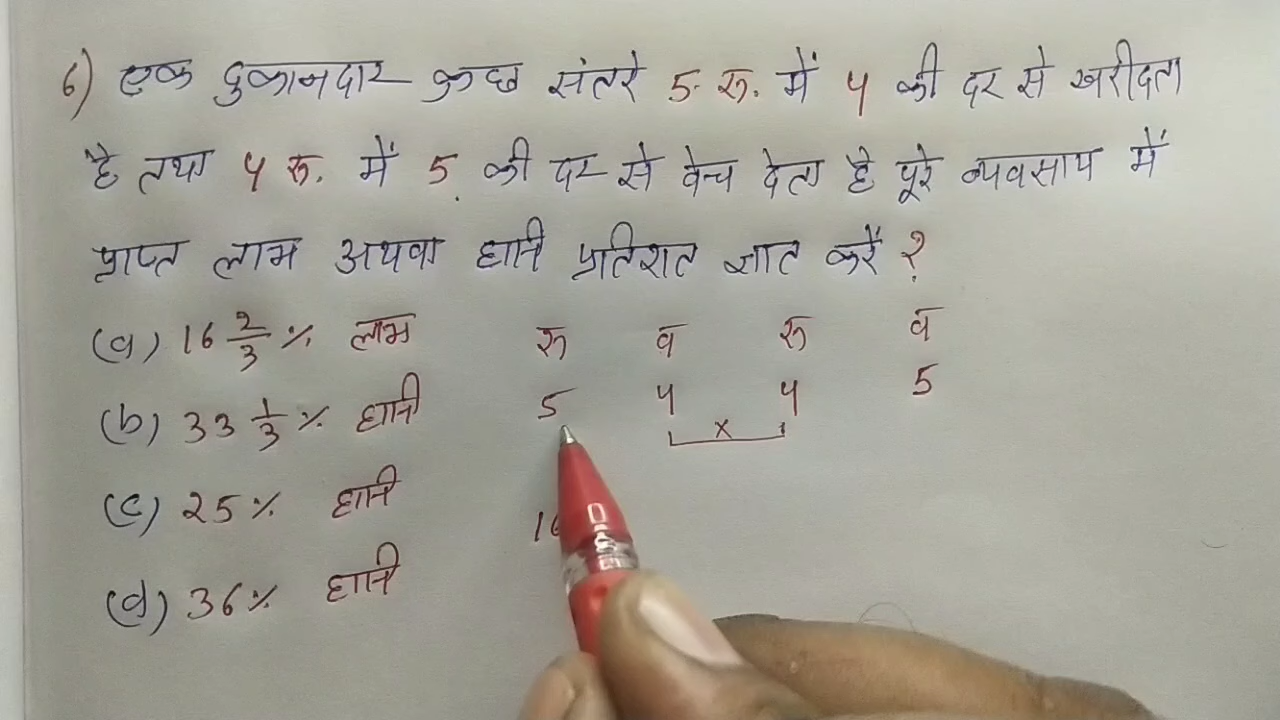 6) एक दुकानदार कुछ संतरे 5 रू. में 4 की दर से खरीदता
है तथा 4 रू. में 5 की दर से बेच देता है पूरे व्यवसाय में
प्राप्त लाभ अथवा हानि प्रतिशत ज्ञात करें ?
(a) 16 2/3 % लाभ
(b) 33 1/3 % हानि
(c) 25% हानि
(d) 36% हानि
रू व रू व
5 4 4 5
x